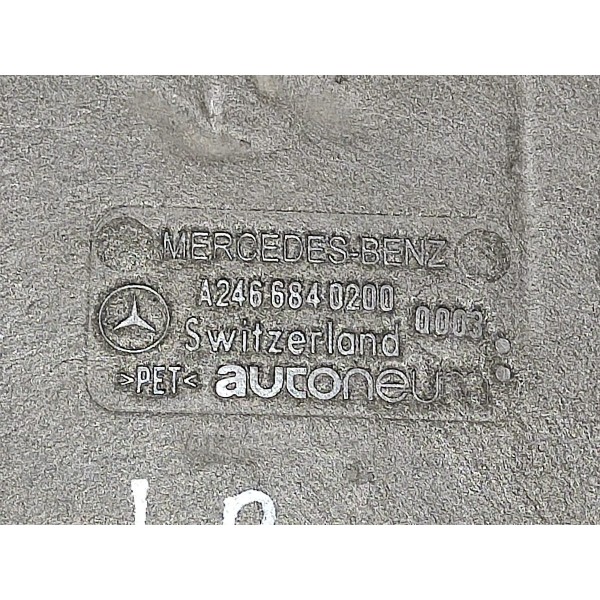 MERCEDES-BENZ
A246 684 0200 0003
Switzerland
>PET< autoneum